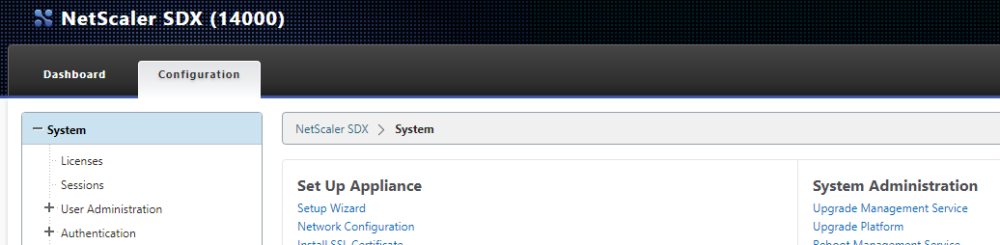 NetScaler SDX (14000)
Dashboard
Configuration
System
Licenses
Sessions
User Administration
Authentication
NetScaler SDX > System
Set Up Appliance
Setup Wizard
Network Configuration
Install SSL Certificate
System Administration
Upgrade Management Service
Upgrade Platform
Reboot Management Service